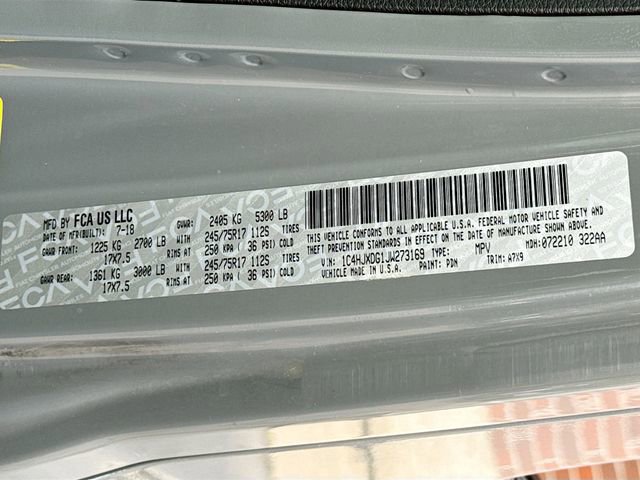 MFD BY FCA US LLC
DATE OF MFR(BUILT): 7-18 GVWR: 2405 KG 5300 LB
GAWR FRONT: 1225 KG 2700 LB WITH 245/75R17 112S TIRES
17X7.5 RIMS AT 250 KPA ( 36 PSI) COLD
GAWR REAR: 1361 KG 3000 LB WITH 245/75R17 112S TIRES
17X7.5 RIMS AT 250 KPA ( 36 PSI) COLD
THIS VEHICLE CONFORMS TO ALL APPLICABLE U.S.A. FEDERAL MOTOR VEHICLE SAFETY AND
THEFT PREVENTION STANDARDS IN EFFECT ON THE DATE OF MANUFACTURE SHOWN ABOVE.
VIN: 1C4HJXDG1JW273169 TYPE: MPV MDH: 072210 322AA
VEHICLE MADE IN U.S.A. PAINT: PDN TRIM: A7X9